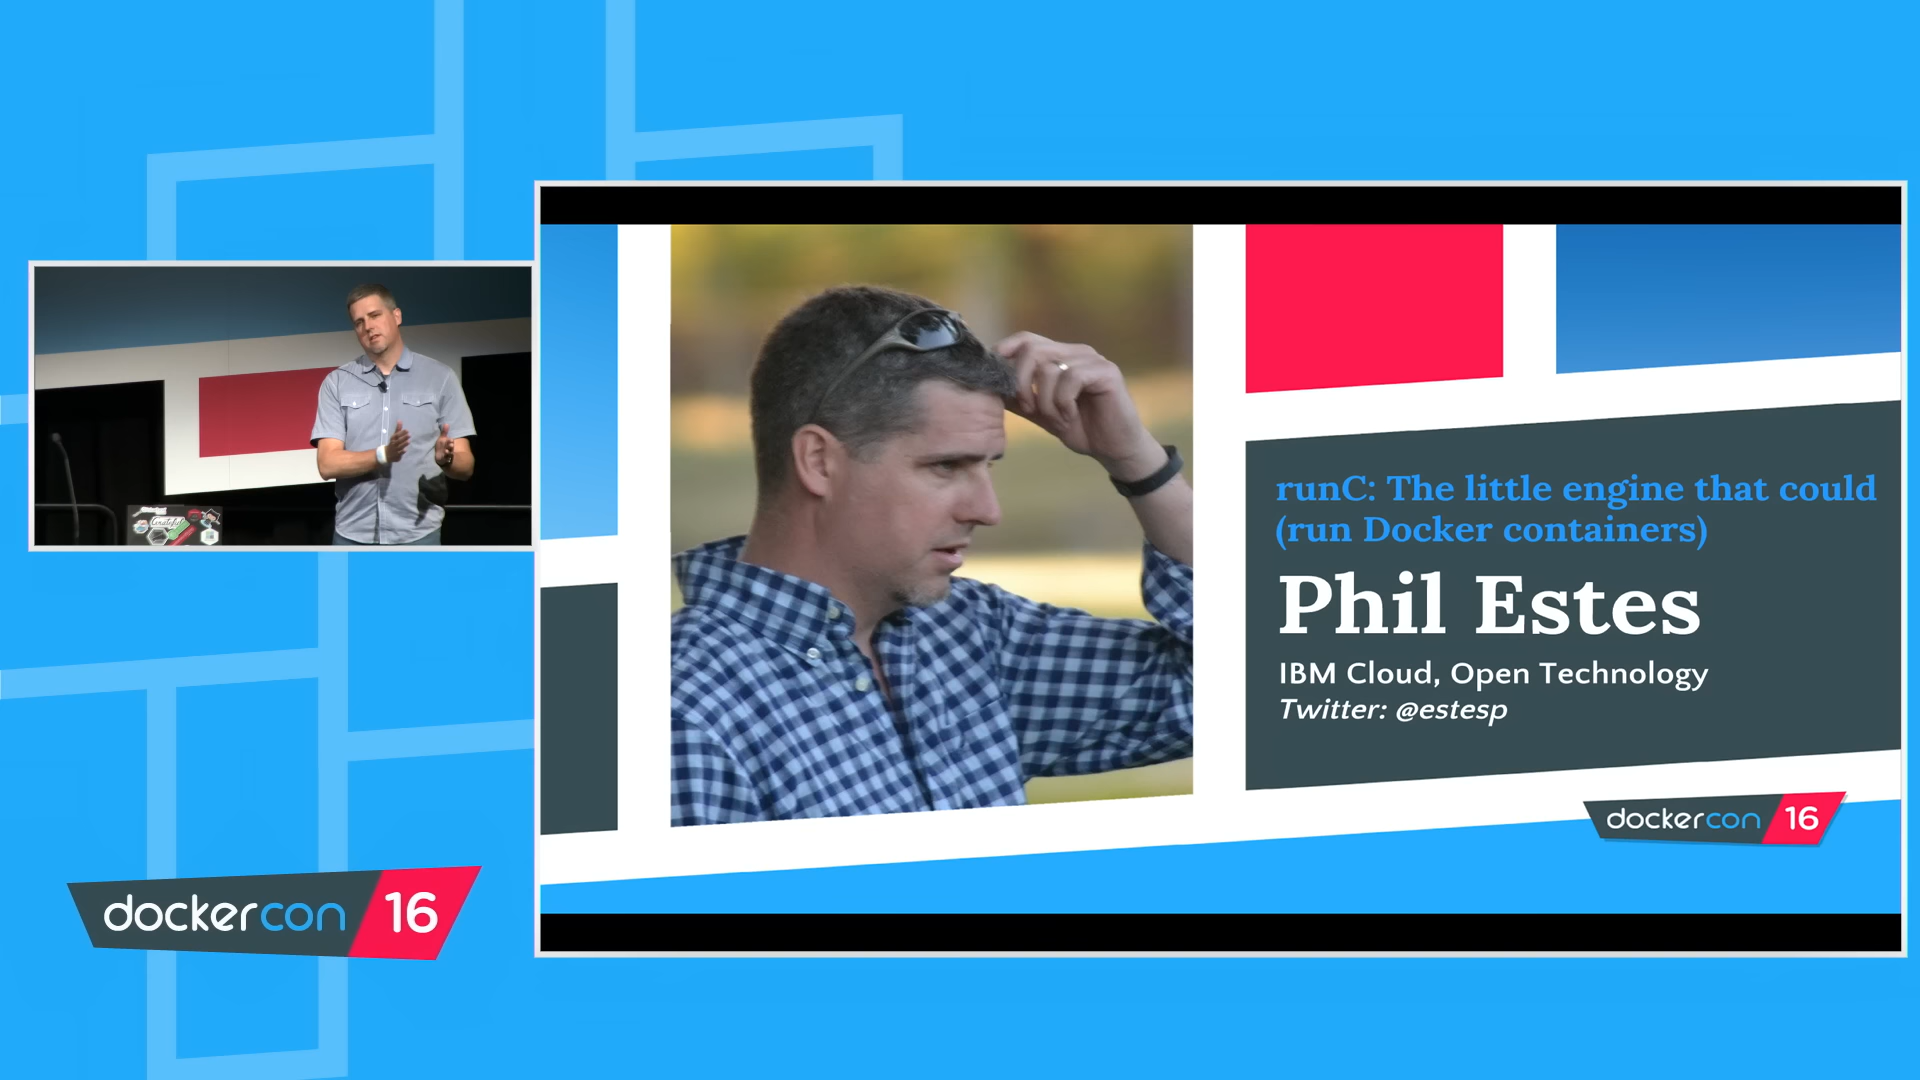 runC: The little engine that could
(run Docker containers)
Phil Estes
IBM Cloud, Open Technology
Twitter: @estesp
dockercon 16
dockercon 16
Grateful